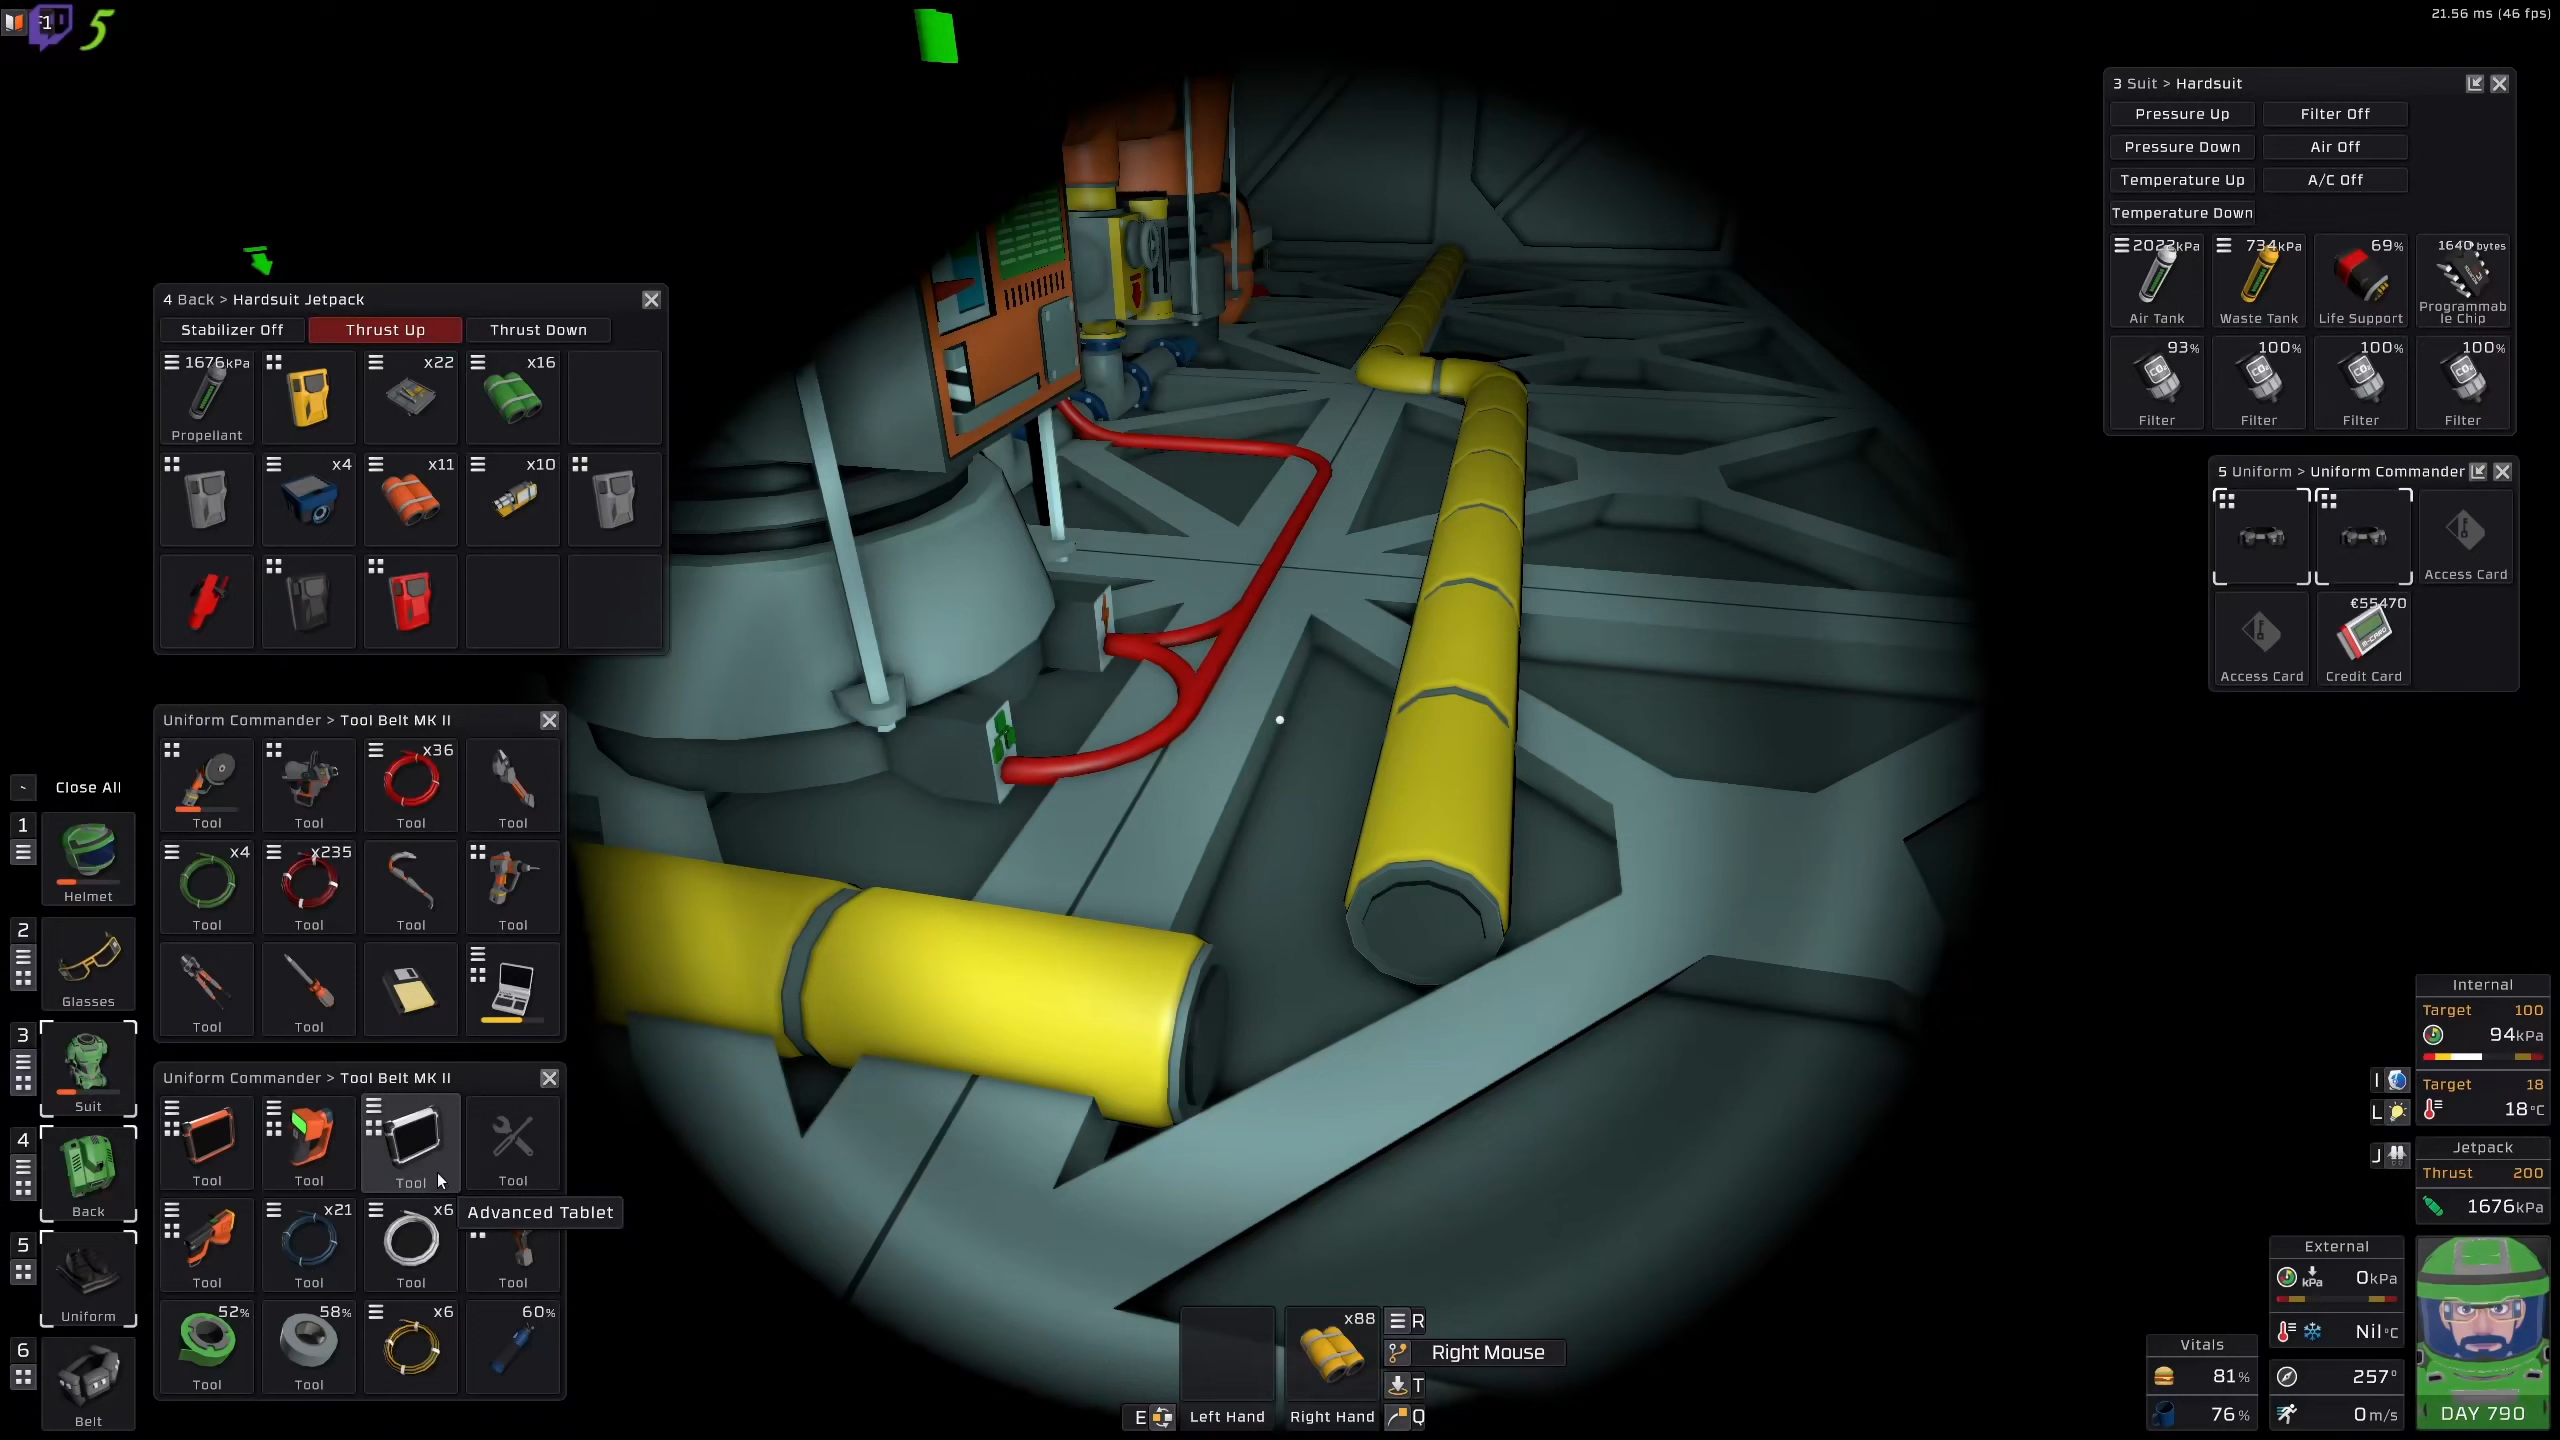 F1
5
21.56 ms (46 fps)
4 Back > Hardsuit Jetpack
Stabilizer Off
Thrust Up
Thrust Down
1676kPa
x22
x16
Propellant
x4
x11
x10
Uniform Commander > Tool Belt MK II
x36
Tool
Tool
Tool
Tool
x4
x235
Tool
Tool
Tool
Tool
Tool
Tool
Uniform Commander > Tool Belt MK II
Tool
Tool
Tool
Tool
Advanced Tablet
x21
x6
Tool
Tool
Tool
Tool
52%
58%
x6
60%
Tool
Tool
Tool
~ Close All
1
Helmet
2
Glasses
3
Suit
4
Back
5
Uniform
6
Belt
3 Suit > Hardsuit
Pressure Up
Filter Off
Pressure Down
Air Off
Temperature Up
A/C Off
Temperature Down
2022kPa
734kPa
69%
1640 bytes
Air Tank
Waste Tank
Life Support
Programmab
le Chip
93%
100%
100%
100%
Filter
Filter
Filter
Filter
5 Uniform > Uniform Commander
Access Card
€55470
Access Card
Credit Card
Internal
Target 100
94kPa
Target 18
18°C
I
L
J
Jetpack
Thrust 200
1676kPa
External
kPa
0kPa
Nil°C
257°
0m/s
Vitals
81%
76%
DAY 790
x88
R
Right Mouse
T
E
Left Hand
Right Hand
Q